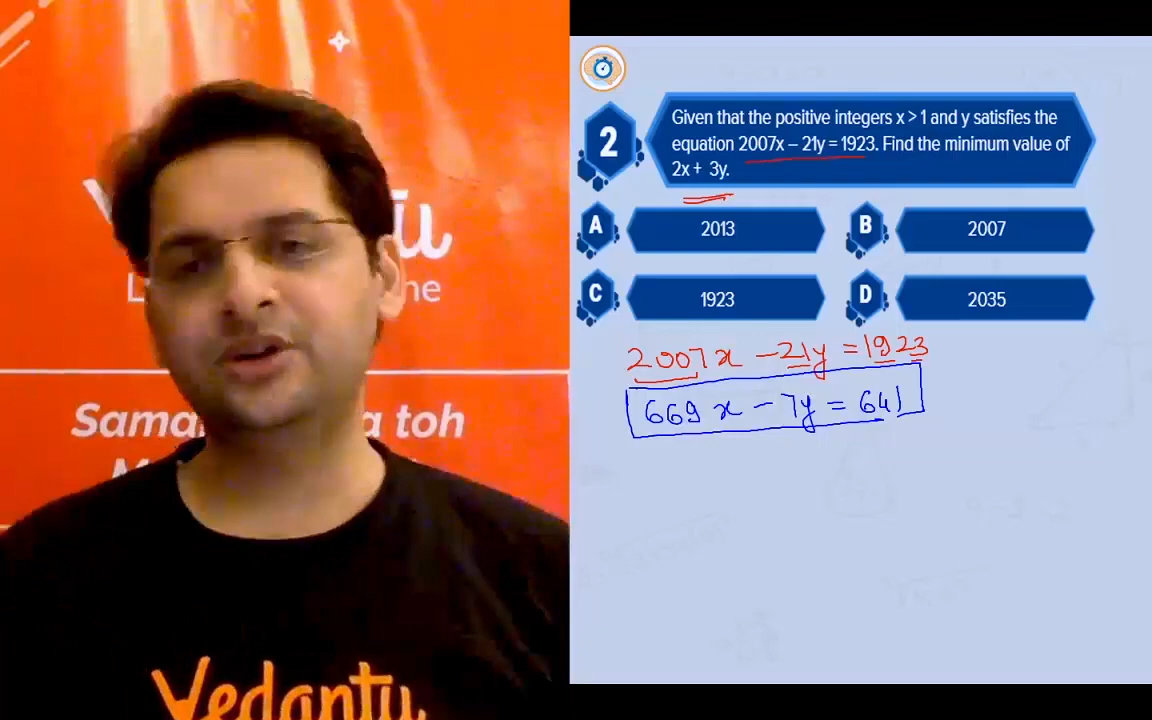 2
Given that the positive integers x > 1 and y satisfies the
equation 2007x – 21y = 1923. Find the minimum value of
2x + 3y.
A 2013
B 2007
C 1923
D 2035
2007x - 21y = 1923
669x - 7y = 641
a toh
Vedantu